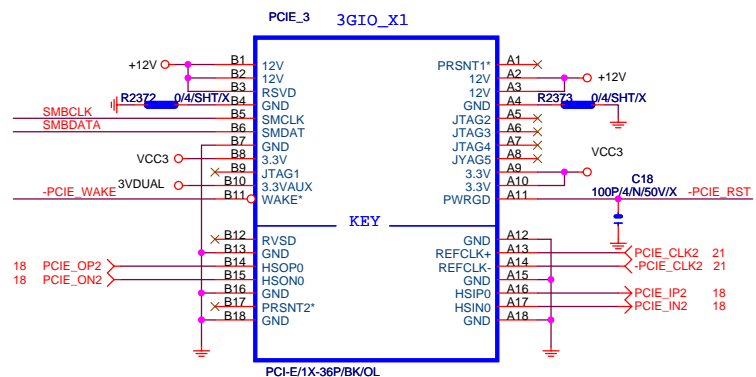 PCIE_3 3GIO_X1
+12V B1 12V PRSNT1* A1
B2 12V 12V A2 +12V
B3 RSVD 12V A3
R2372 0/4/SHT/X B4 GND GND A4 R2373 0/4/SHT/X
SMBCLK B5 SMCLK JTAG2 A5
SMBDATA B6 SMDAT JTAG3 A6
B7 GND JTAG4 A7
VCC3 B8 3.3V JYAG5 A8 VCC3
B9 JTAG1 3.3V A9
3VDUAL B10 3.3VAUX 3.3V A10 C18
-PCIE_WAKE B11 WAKE* PWRGD A11 100P/4/N/50V/X -PCIE_RST
KEY
B12 RVSD GND A12
B13 GND REFCLK+ A13 PCIE_CLK2 21
18 PCIE_OP2 B14 HSOP0 REFCLK- A14 -PCIE_CLK2 21
18 PCIE_ON2 B15 HSON0 GND A15
B16 GND HSIP0 A16 PCIE_IP2 18
B17 PRSNT2* HSIN0 A17 PCIE_IN2 18
B18 GND GND A18
PCI-E/1X-36P/BK/OL